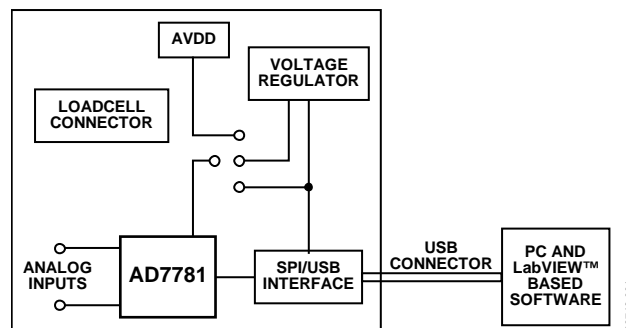 AVDD
VOLTAGE
REGULATOR
LOADCELL
CONNECTOR
ANALOG
INPUTS
AD7781
SPI/USB
INTERFACE
USB
CONNECTOR
PC AND
LabVIEW™
BASED
SOFTWARE